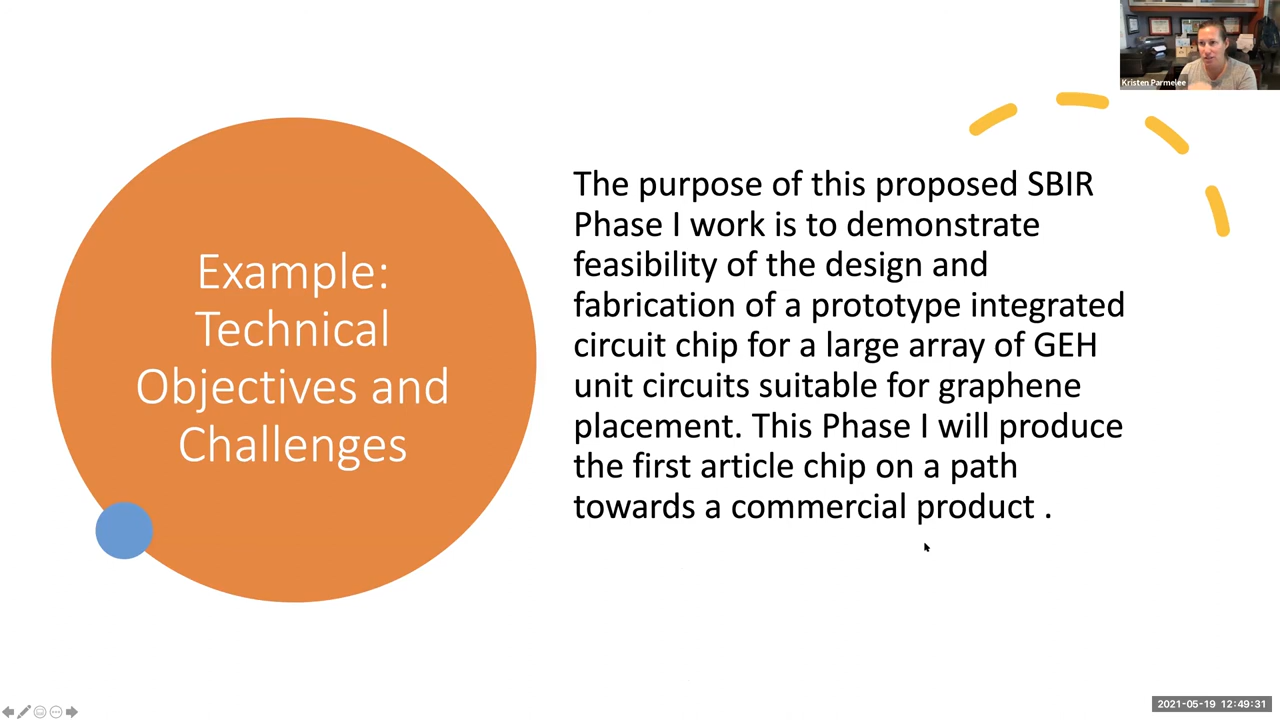 Kristen Parmelee
Example:
Technical
Objectives and
Challenges
The purpose of this proposed SBIR
Phase I work is to demonstrate
feasibility of the design and
fabrication of a prototype integrated
circuit chip for a large array of GEH
unit circuits suitable for graphene
placement. This Phase I will produce
the first article chip on a path
towards a commercial product .
2021-05-19 12:49:31